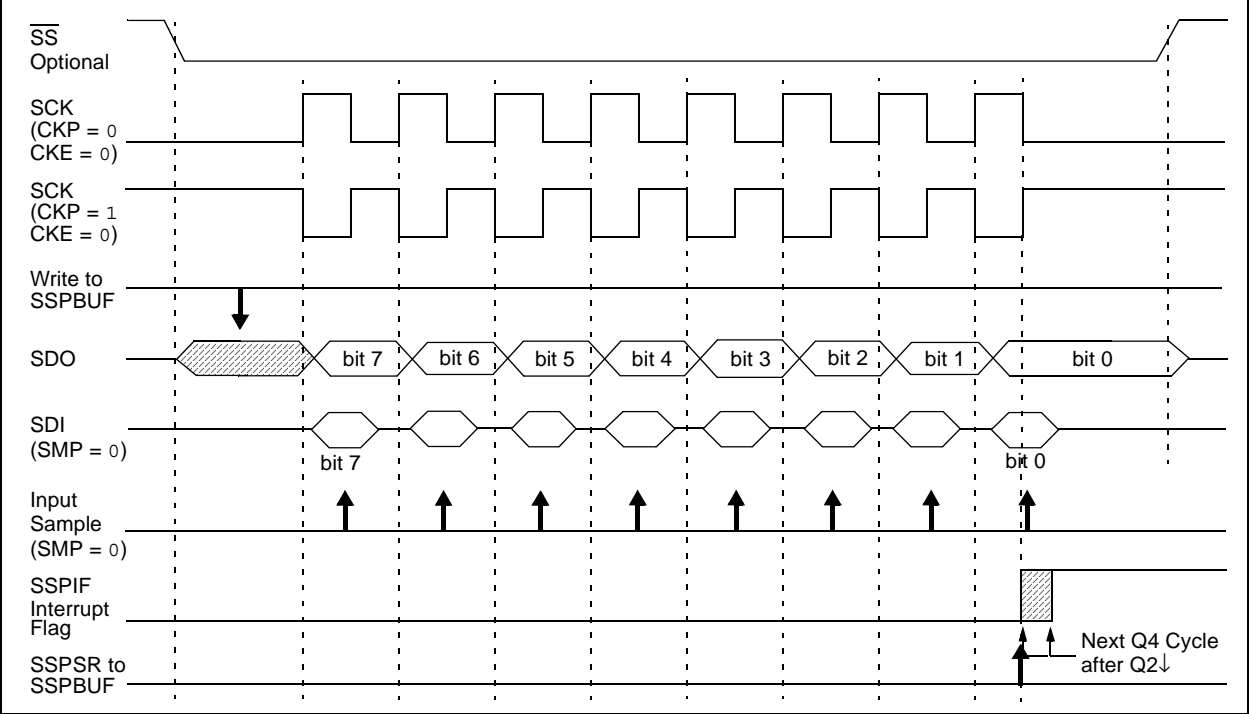 SS
Optional
SCK
(CKP = 0
CKE = 0)
SCK
(CKP = 1
CKE = 0)
Write to
SSPBUF
SDO
bit 7 bit 6 bit 5 bit 4 bit 3 bit 2 bit 1 bit 0
SDI
(SMP = 0)
bit 7 bit 0
Input
Sample
(SMP = 0)
SSPIF
Interrupt
Flag
Next Q4 Cycle
after Q2↓
SSPSR to
SSPBUF